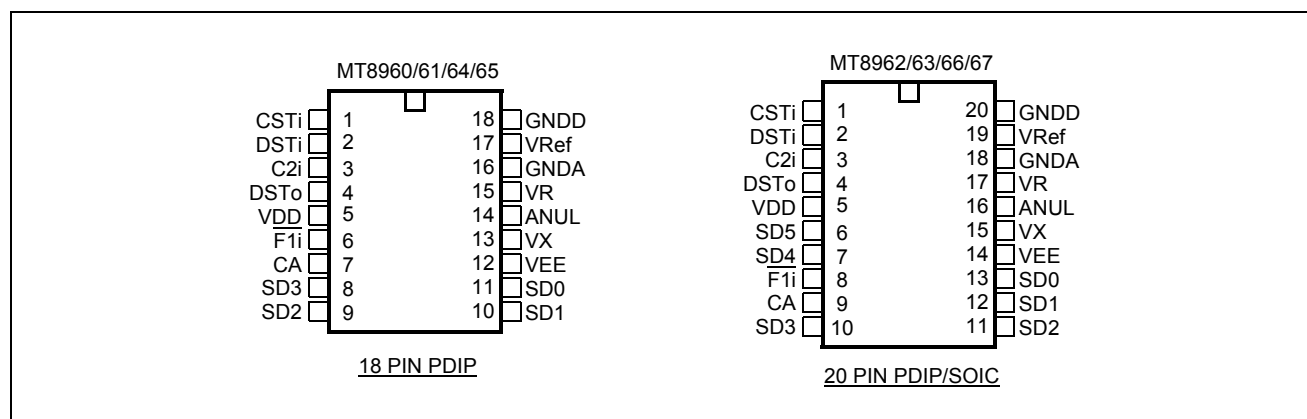 MT8960/61/64/65
CSTi 1 18 GNDD
DSTi 2 17 VRef
C2i 3 16 GNDA
DSTo 4 15 VR
VDD 5 14 ANUL
F1i 6 13 VX
CA 7 12 VEE
SD3 8 11 SD0
SD2 9 10 SD1
18 PIN PDIP
MT8962/63/66/67
CSTi 1 20 GNDD
DSTi 2 19 VRef
C2i 3 18 GNDA
DSTo 4 17 VR
VDD 5 16 ANUL
SD5 6 15 VX
SD4 7 14 VEE
F1i 8 13 SD0
CA 9 12 SD1
SD3 10 11 SD2
20 PIN PDIP/SOIC